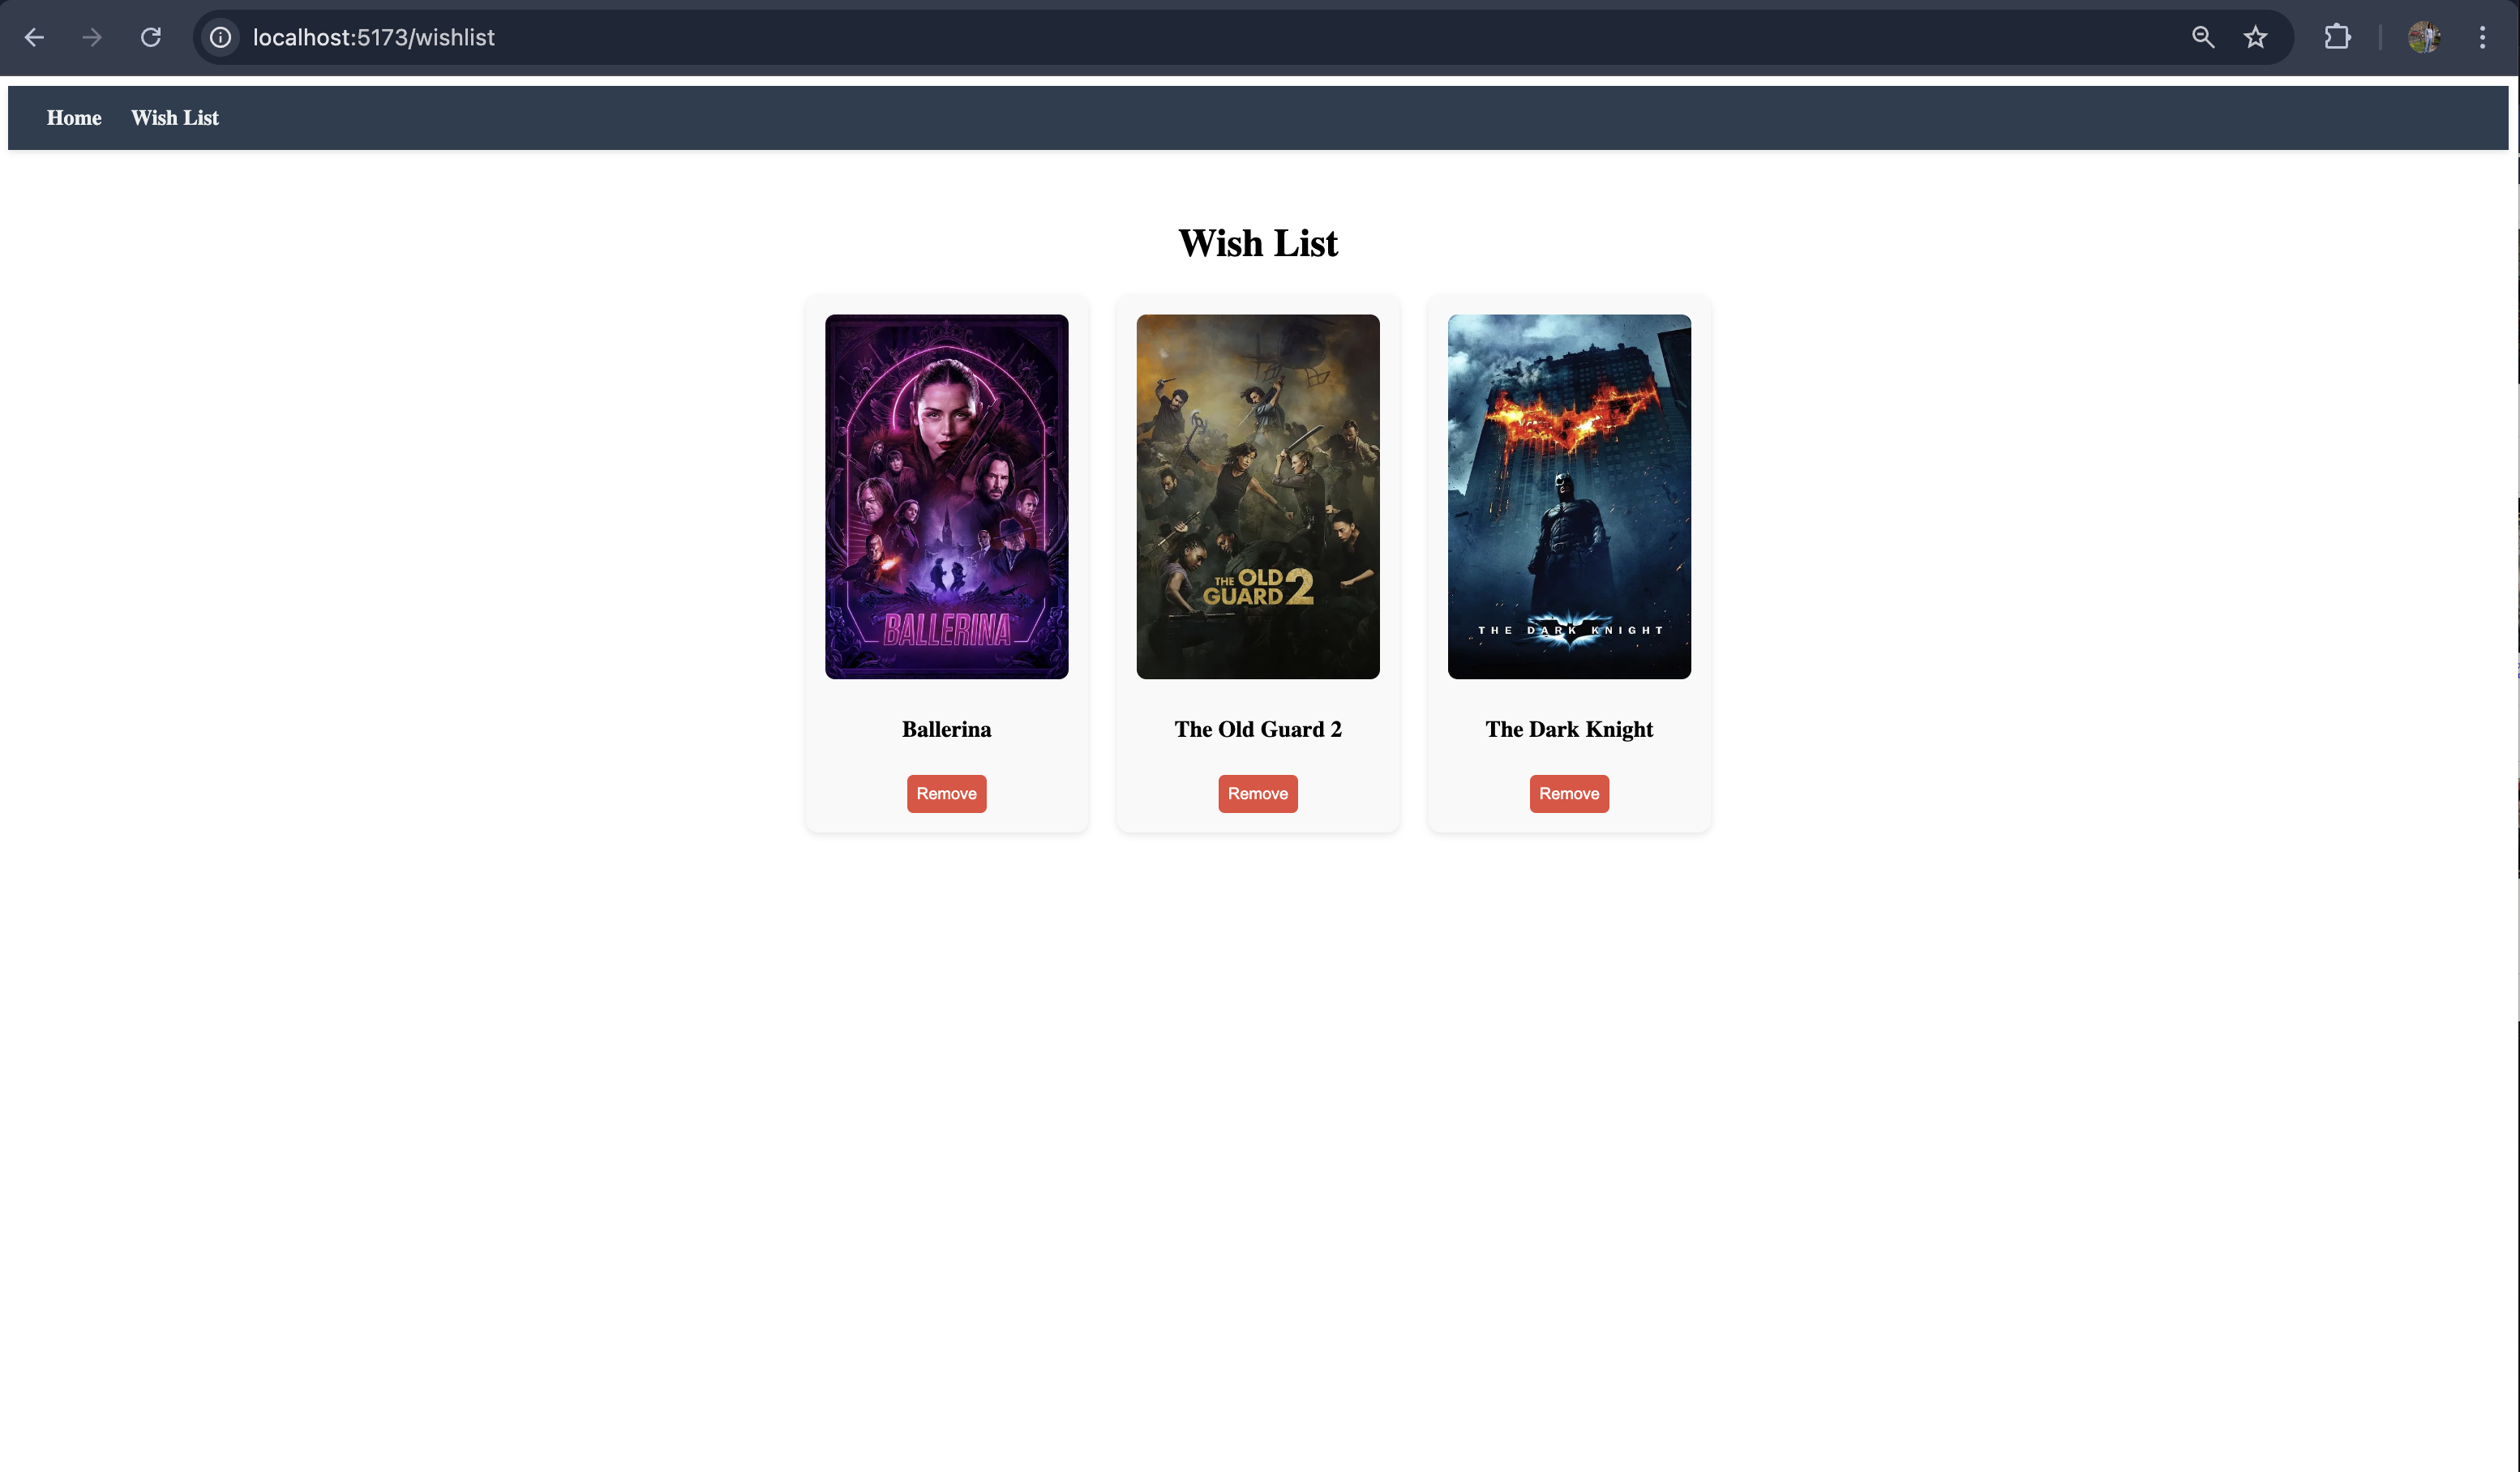 localhost:5173/wishlist
Home Wish List
Wish List
BALLERINA
THE OLD
GUARD 2
THE DARK KNIGHT
Ballerina The Old Guard 2 The Dark Knight
Remove Remove Remove